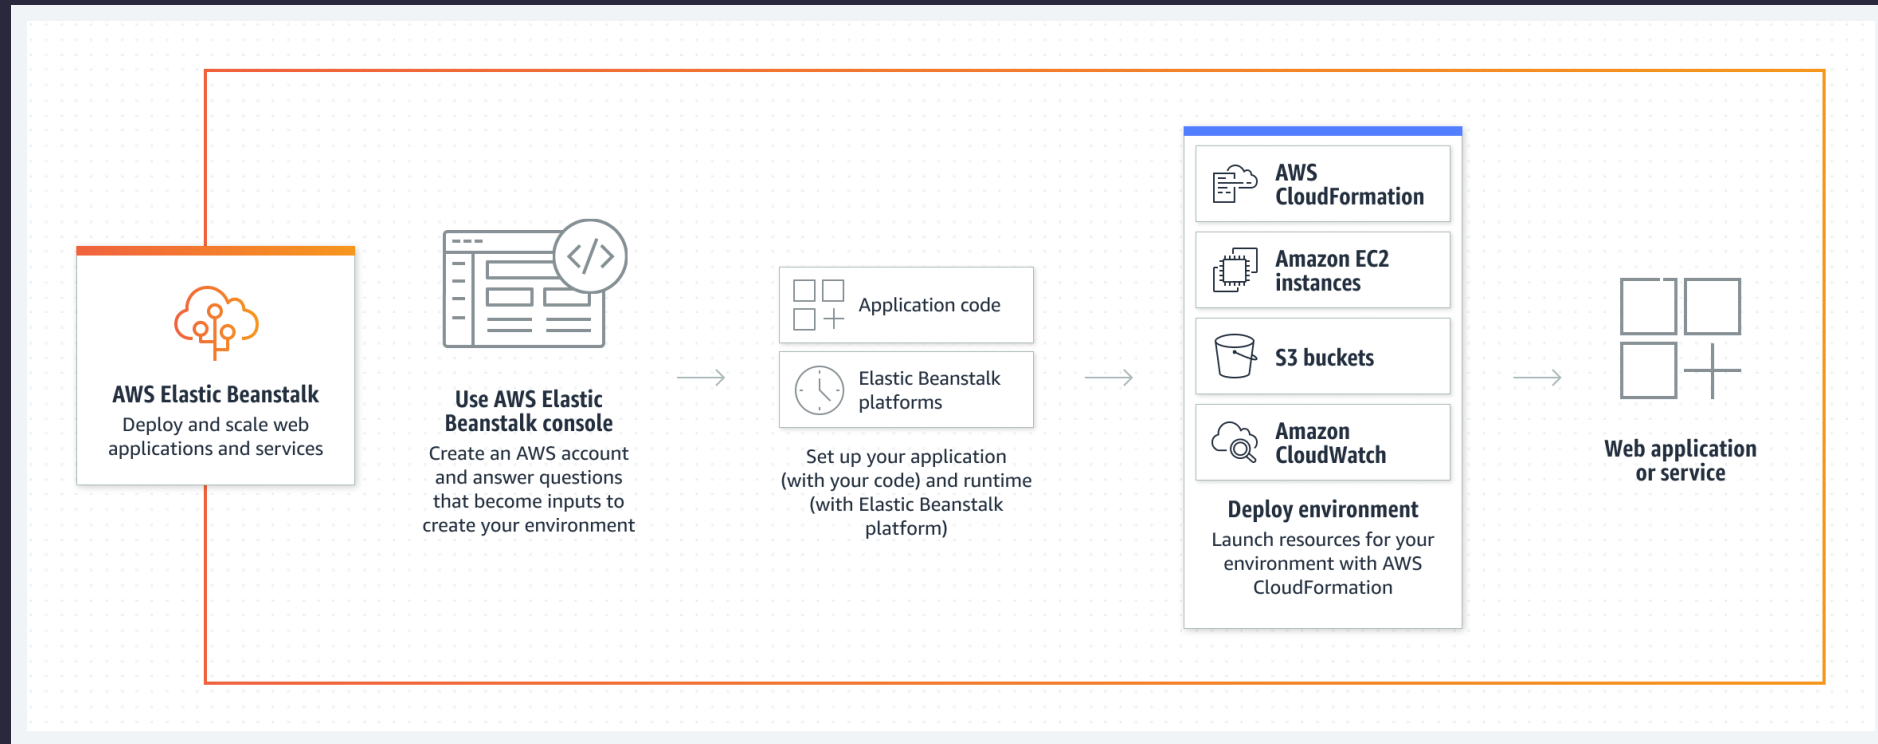 AWS Elastic Beanstalk
Deploy and scale web
applications and services
Use AWS Elastic
Beanstalk console
Create an AWS account
and answer questions
that become inputs to
create your environment
Application code
Elastic Beanstalk
platforms
Set up your application
(with your code) and runtime
(with Elastic Beanstalk
platform)
AWS
CloudFormation
Amazon EC2
instances
S3 buckets
Amazon
CloudWatch
Deploy environment
Launch resources for your
environment with AWS
CloudFormation
Web application
or service